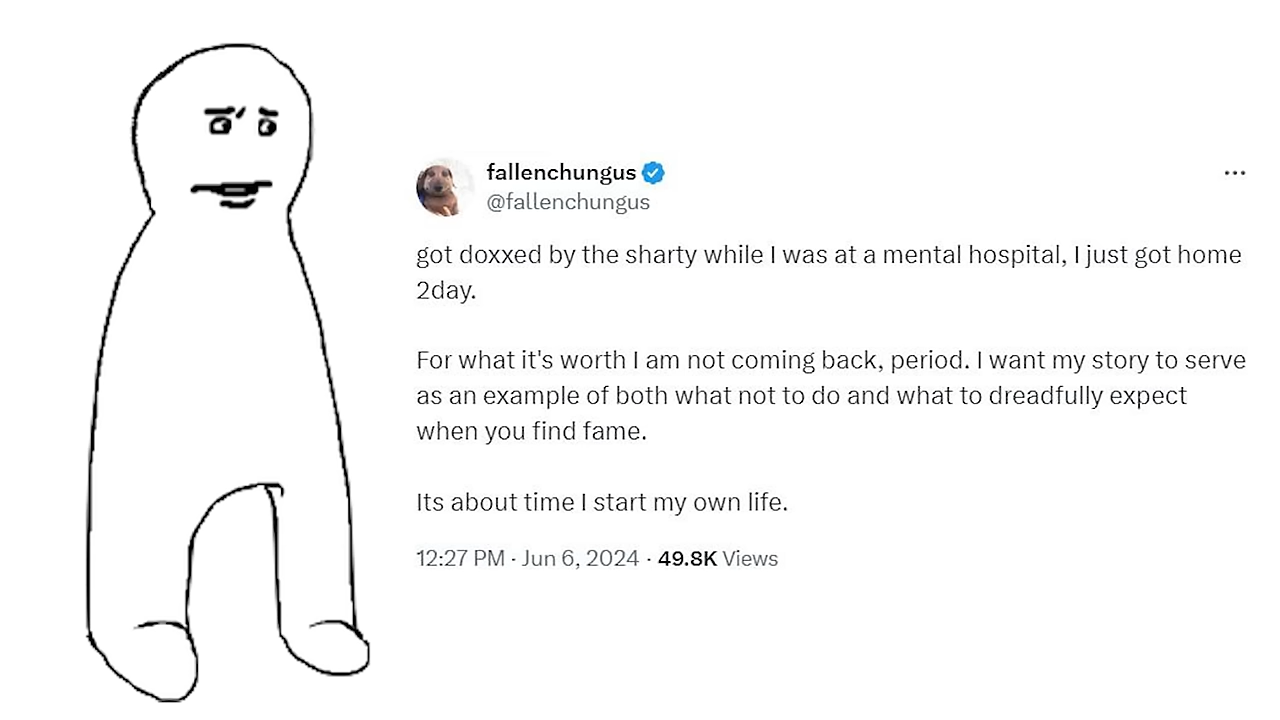 fallenchungus
@fallenchungus
got doxxed by the sharty while I was at a mental hospital, I just got home
2day.
For what it's worth I am not coming back, period. I want my story to serve
as an example of both what not to do and what to dreadfully expect
when you find fame.
Its about time I start my own life.
12:27 PM · Jun 6, 2024 · 49.8K Views